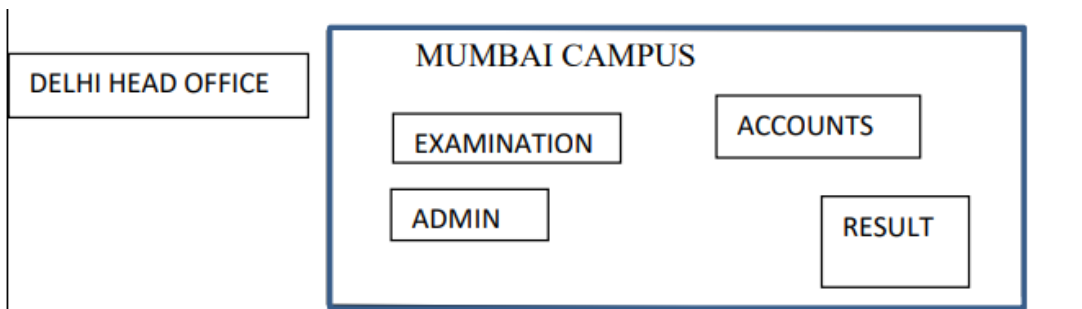 DELHI HEAD OFFICE
MUMBAI CAMPUS
EXAMINATION
ACCOUNTS
ADMIN
RESULT